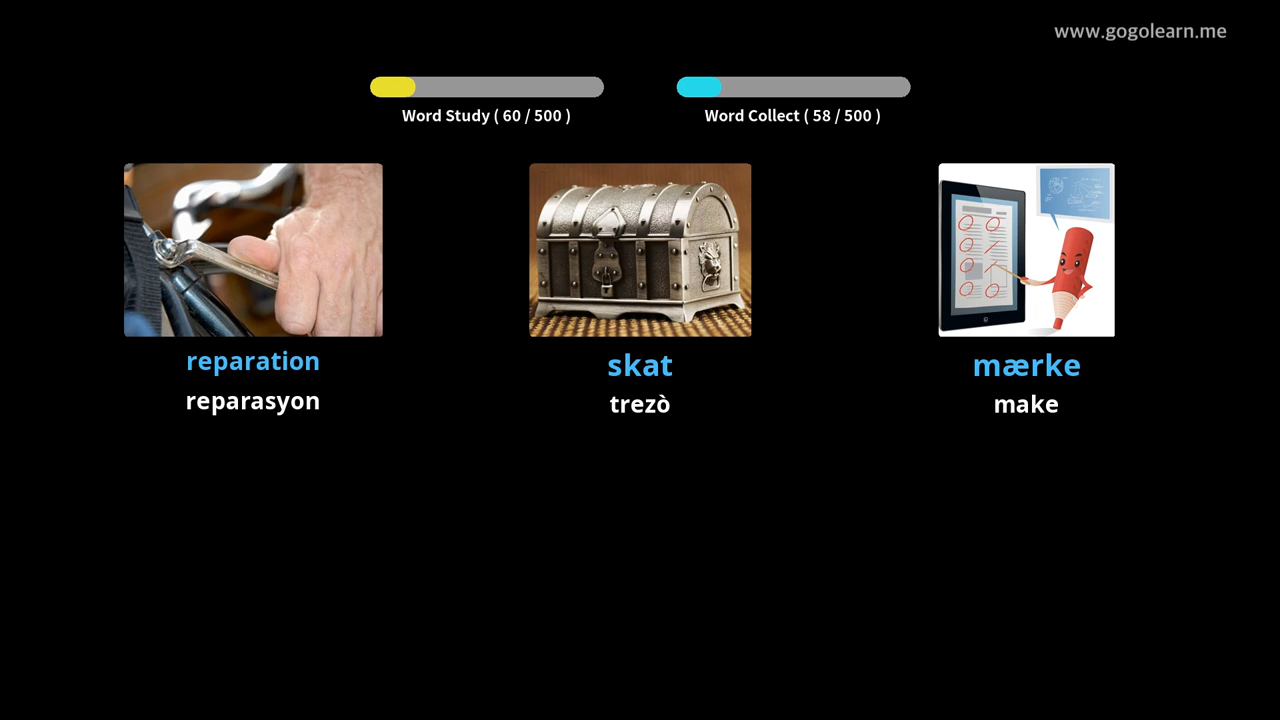 www.gogolearn.me
Word Study ( 60 / 500 )
Word Collect ( 58 / 500 )
reparation
reparasyon
skat
trezò
mærke
make